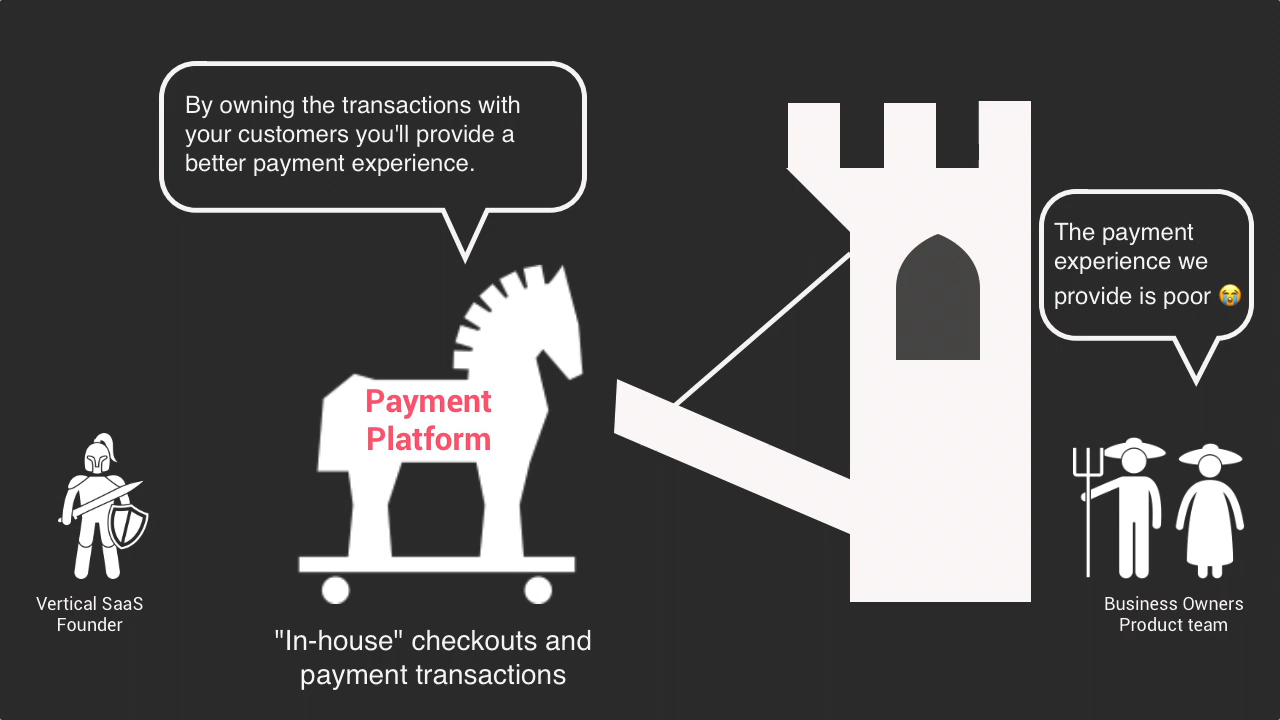 By owning the transactions with
your customers you'll provide a
better payment experience.
The payment
experience we
provide is poor 😭
Payment
Platform
Vertical SaaS
Founder
"In-house" checkouts and
payment transactions
Business Owners
Product team